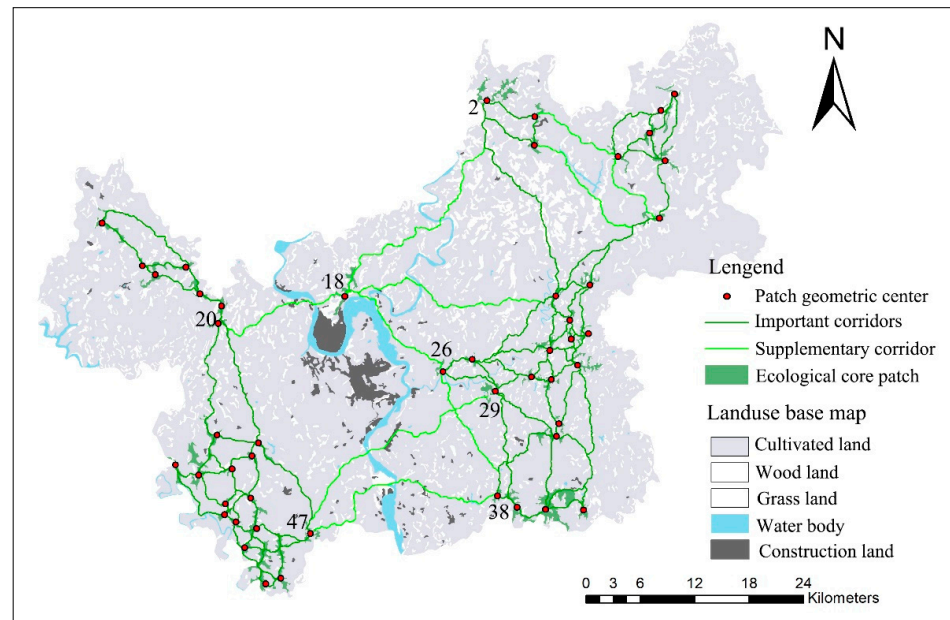 N
2
18
20
26
29
47
38
Lengend
Patch geometric center
Important corridors
Supplementary corridor
Ecological core patch
Landuse base map
Cultivated land
Wood land
Grass land
Water body
Construction land
0 3 6 12 18 24
Kilometers